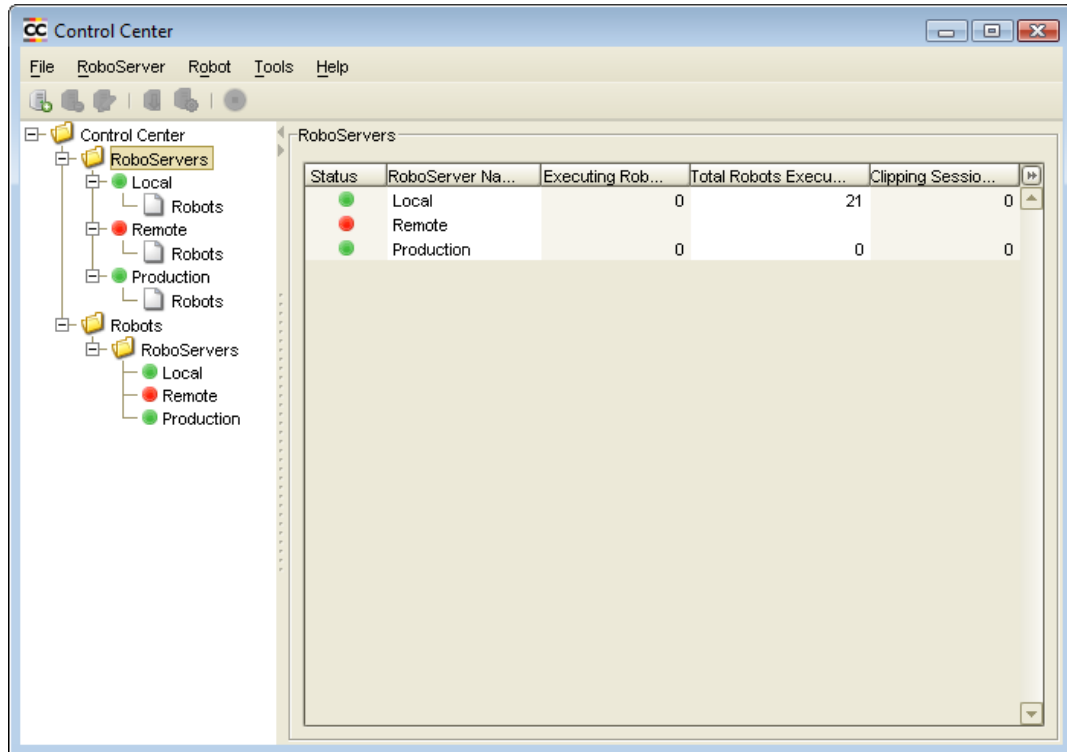 CC Control Center
File RoboServer Robot Tools Help
Control Center
RoboServers
Local
Robots
Remote
Robots
Production
Robots
Robots
RoboServers
Local
Remote
Production
RoboServers
Status RoboServer Na... Executing Rob... Total Robots Execu... Clipping Sessio...
Local 0 21 0
Remote
Production 0 0 0